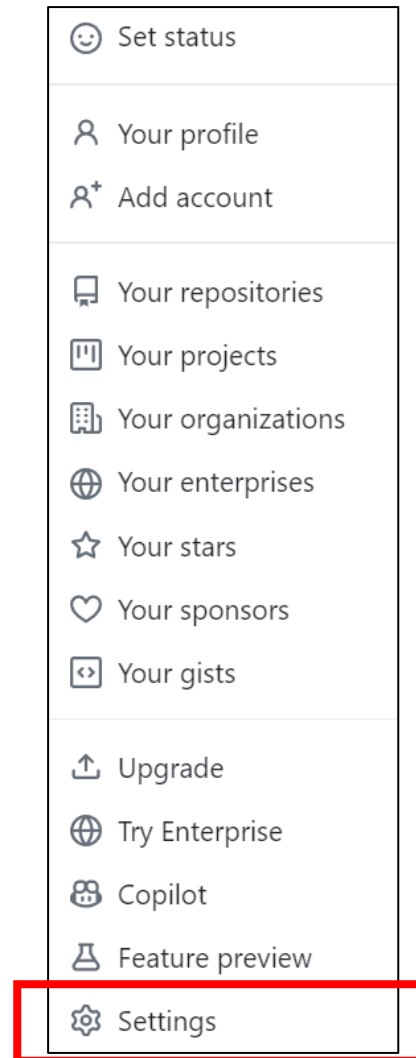 Set status
Your profile
Add account
Your repositories
Your projects
Your organizations
Your enterprises
Your stars
Your sponsors
Your gists
Upgrade
Try Enterprise
Copilot
Feature preview
Settings